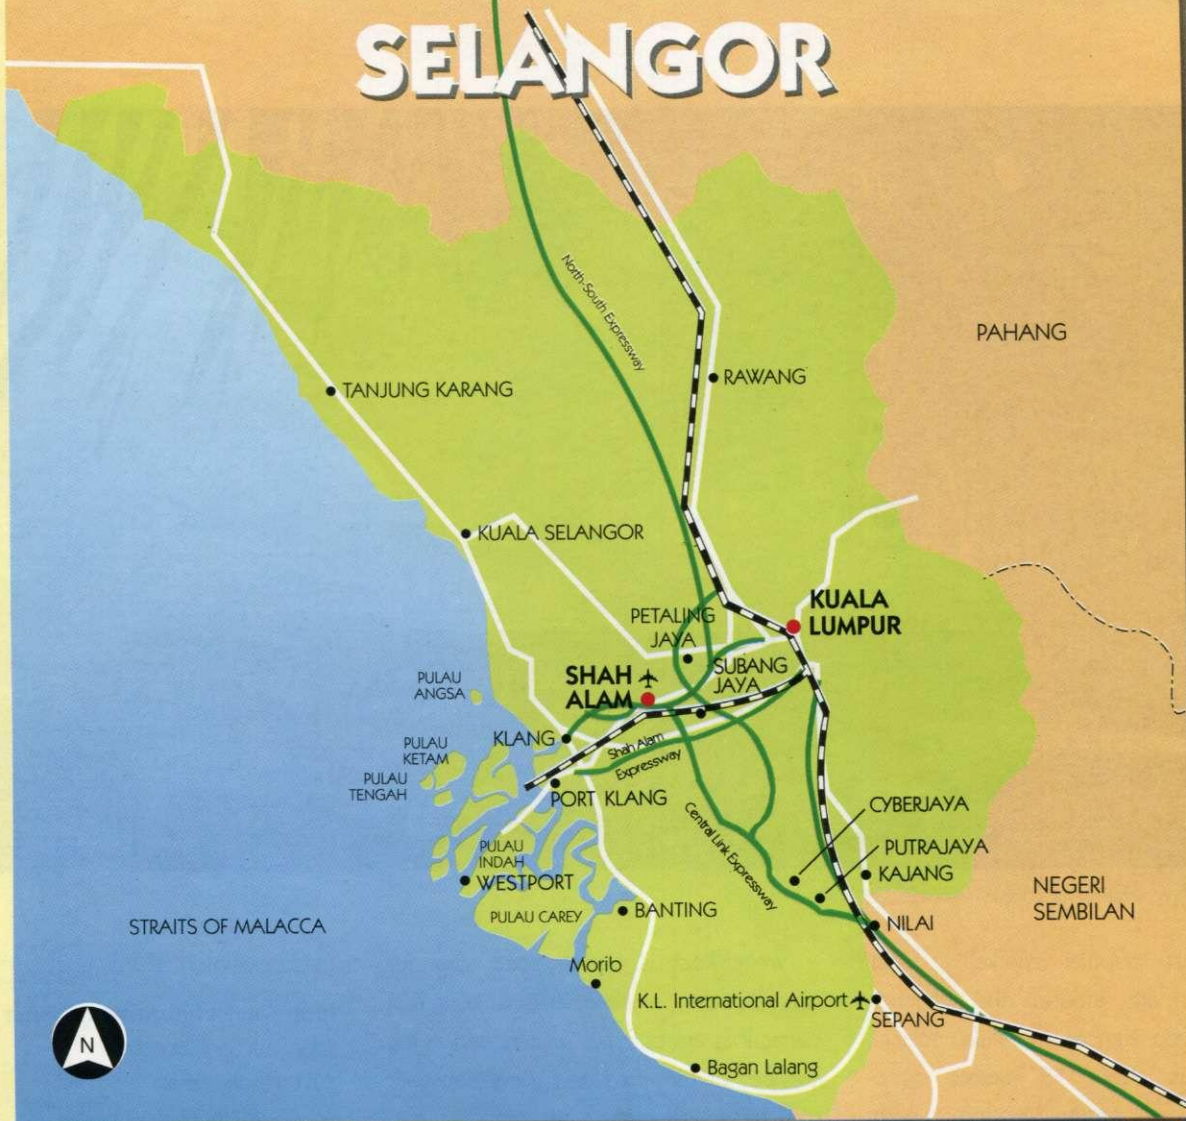 SELANGOR
North-South Expressway
PAHANG
RAWANG
TANJUNG KARANG
KUALA SELANGOR
KUALA
LUMPUR
PETALING
JAYA
SUBANG
JAYA
SHAH
ALAM
PULAU
ANGSA
KLANG
PULAU
KETAM
Shah Alam
Expressway
PULAU
TENGAH
PORT KLANG
CYBERJAYA
Central Link Expressway
PUTRAJAYA
PULAU
INDAH
KAJANG
WESTPORT
NEGERI
SEMBILAN
BANTING
PULAU CAREY
NILAI
STRAITS OF MALACCA
Morib
K.L. International Airport
SEPANG
N
Bagan Lalang